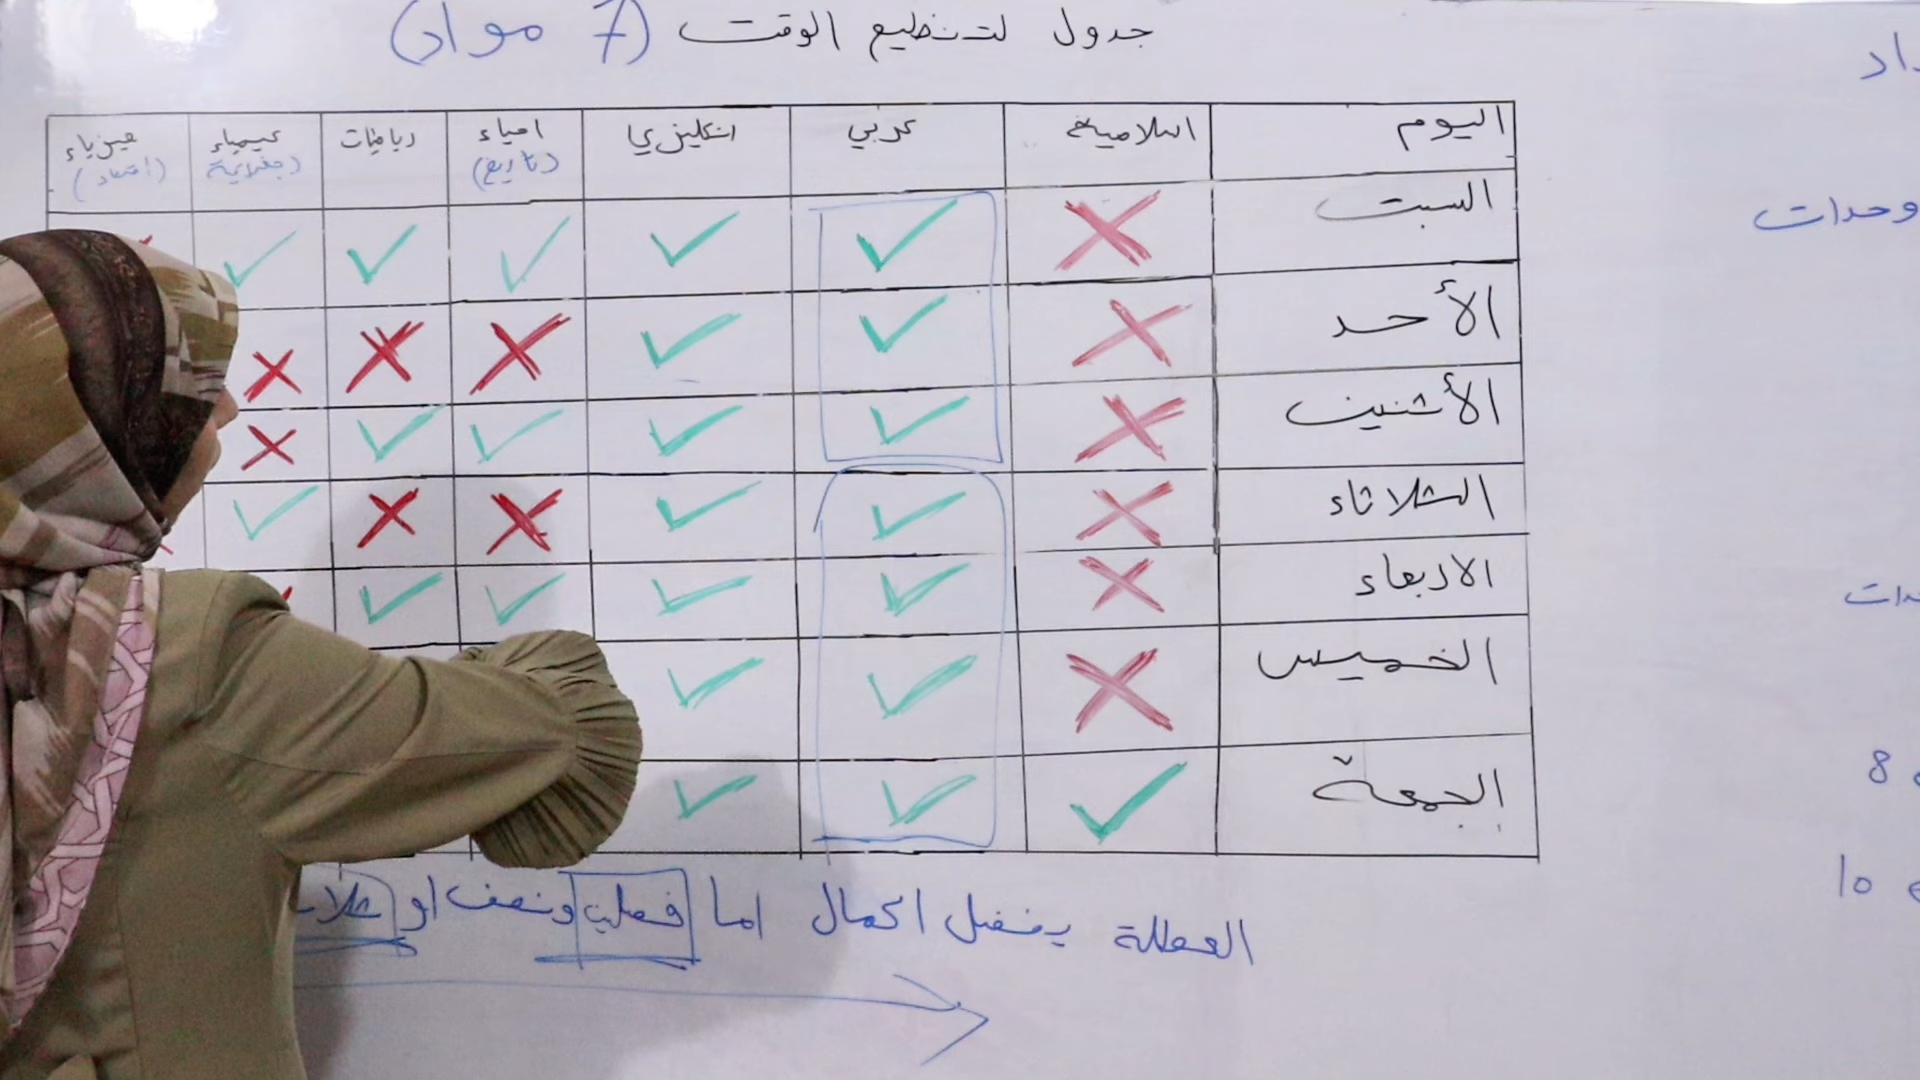 جدول لتنظيم الوقت (7 مواد)
اليوم اسلامية عربي انكليزي احياء رياضيات كيمياء فيزياء
(تاريخ) (جغرافية) (اقتصاد)
السبت
الأحد
الأثنين
الثلاثاء
الاربعاء
الخميس
الجمعة
العطلة يفضل اكمال اما فصلين ونصف او
وحدات
8
10